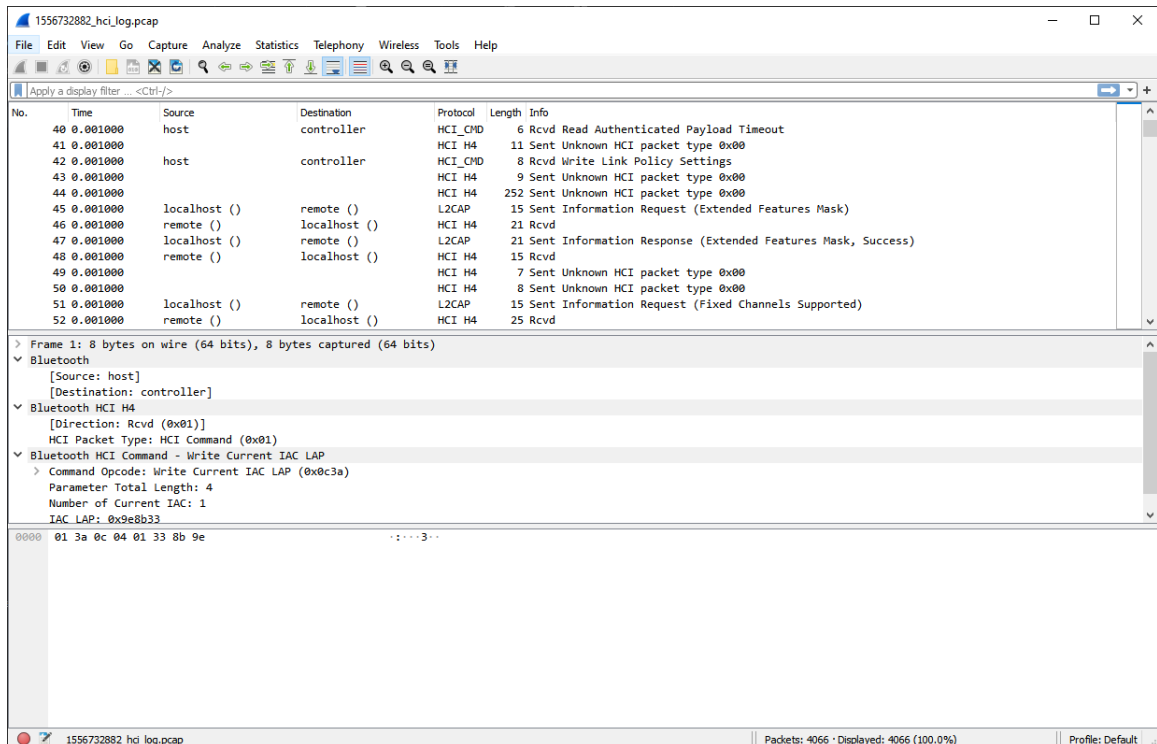 1556732882_hci_log.pcap
File Edit View Go Capture Analyze Statistics Telephony Wireless Tools Help
Apply a display filter ... <Ctrl-/>
No. Time Source Destination Protocol Length Info
40 0.001000 host controller HCI_CMD 6 Rcvd Read Authenticated Payload Timeout
41 0.001000 HCI H4 11 Sent Unknown HCI packet type 0x00
42 0.001000 host controller HCI_CMD 8 Rcvd Write Link Policy Settings
43 0.001000 HCI H4 9 Sent Unknown HCI packet type 0x00
44 0.001000 HCI H4 252 Sent Unknown HCI packet type 0x00
45 0.001000 localhost () remote () L2CAP 15 Sent Information Request (Extended Features Mask)
46 0.001000 remote () localhost () HCI H4 21 Rcvd
47 0.001000 localhost () remote () L2CAP 21 Sent Information Response (Extended Features Mask, Success)
48 0.001000 remote () localhost () HCI H4 15 Rcvd
49 0.001000 HCI H4 7 Sent Unknown HCI packet type 0x00
50 0.001000 HCI H4 8 Sent Unknown HCI packet type 0x00
51 0.001000 localhost () remote () L2CAP 15 Sent Information Request (Fixed Channels Supported)
52 0.001000 remote () localhost () HCI H4 25 Rcvd
Frame 1: 8 bytes on wire (64 bits), 8 bytes captured (64 bits)
Bluetooth
[Source: host]
[Destination: controller]
Bluetooth HCI H4
[Direction: Rcvd (0x01)]
HCI Packet Type: HCI Command (0x01)
Bluetooth HCI Command - Write Current IAC LAP
Command Opcode: Write Current IAC LAP (0x0c3a)
Parameter Total Length: 4
Number of Current IAC: 1
IAC LAP: 0x9e8b33
0000 01 3a 0c 04 01 33 8b 9e ·:···3··
1556732882_hci_log.pcap Packets: 4066 · Displayed: 4066 (100.0%) Profile: Default